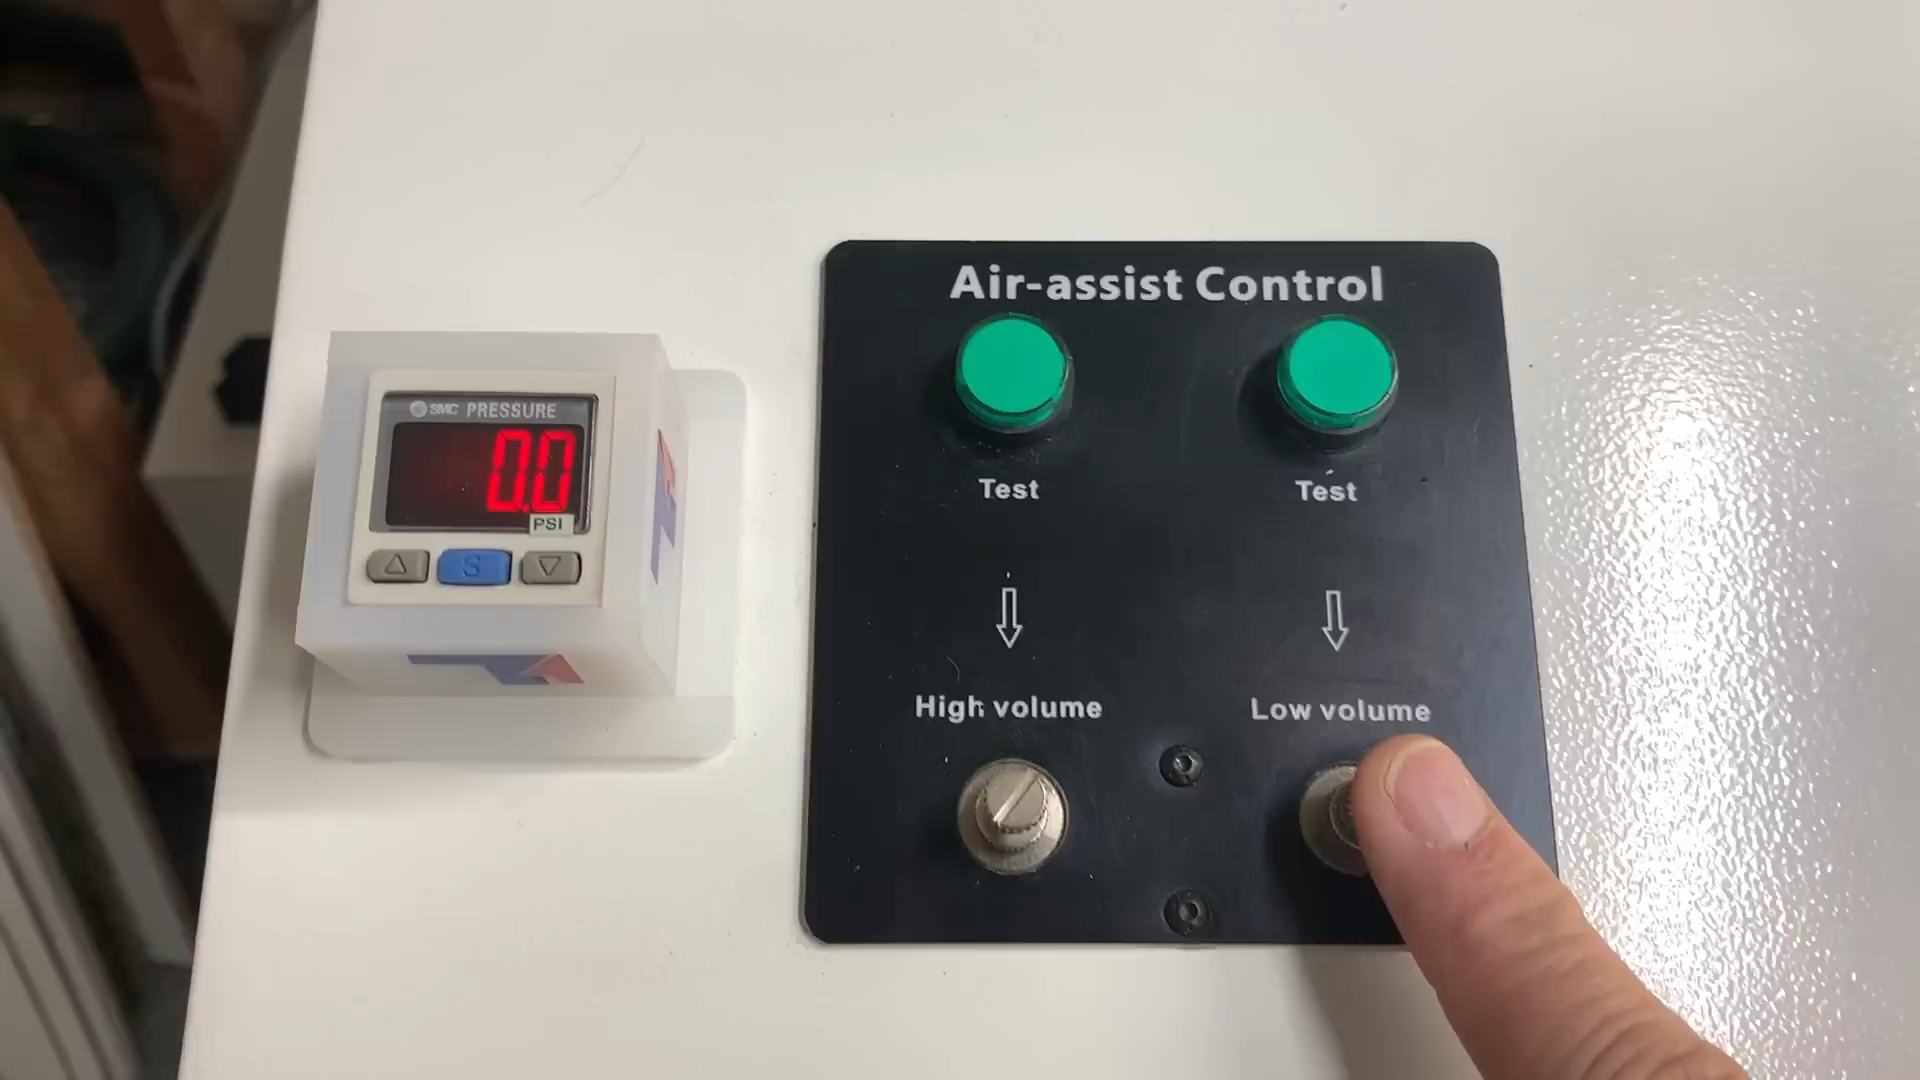 SMC PRESSURE
0.0
PSI
S
Air-assist Control
Test Test
High volume Low volume